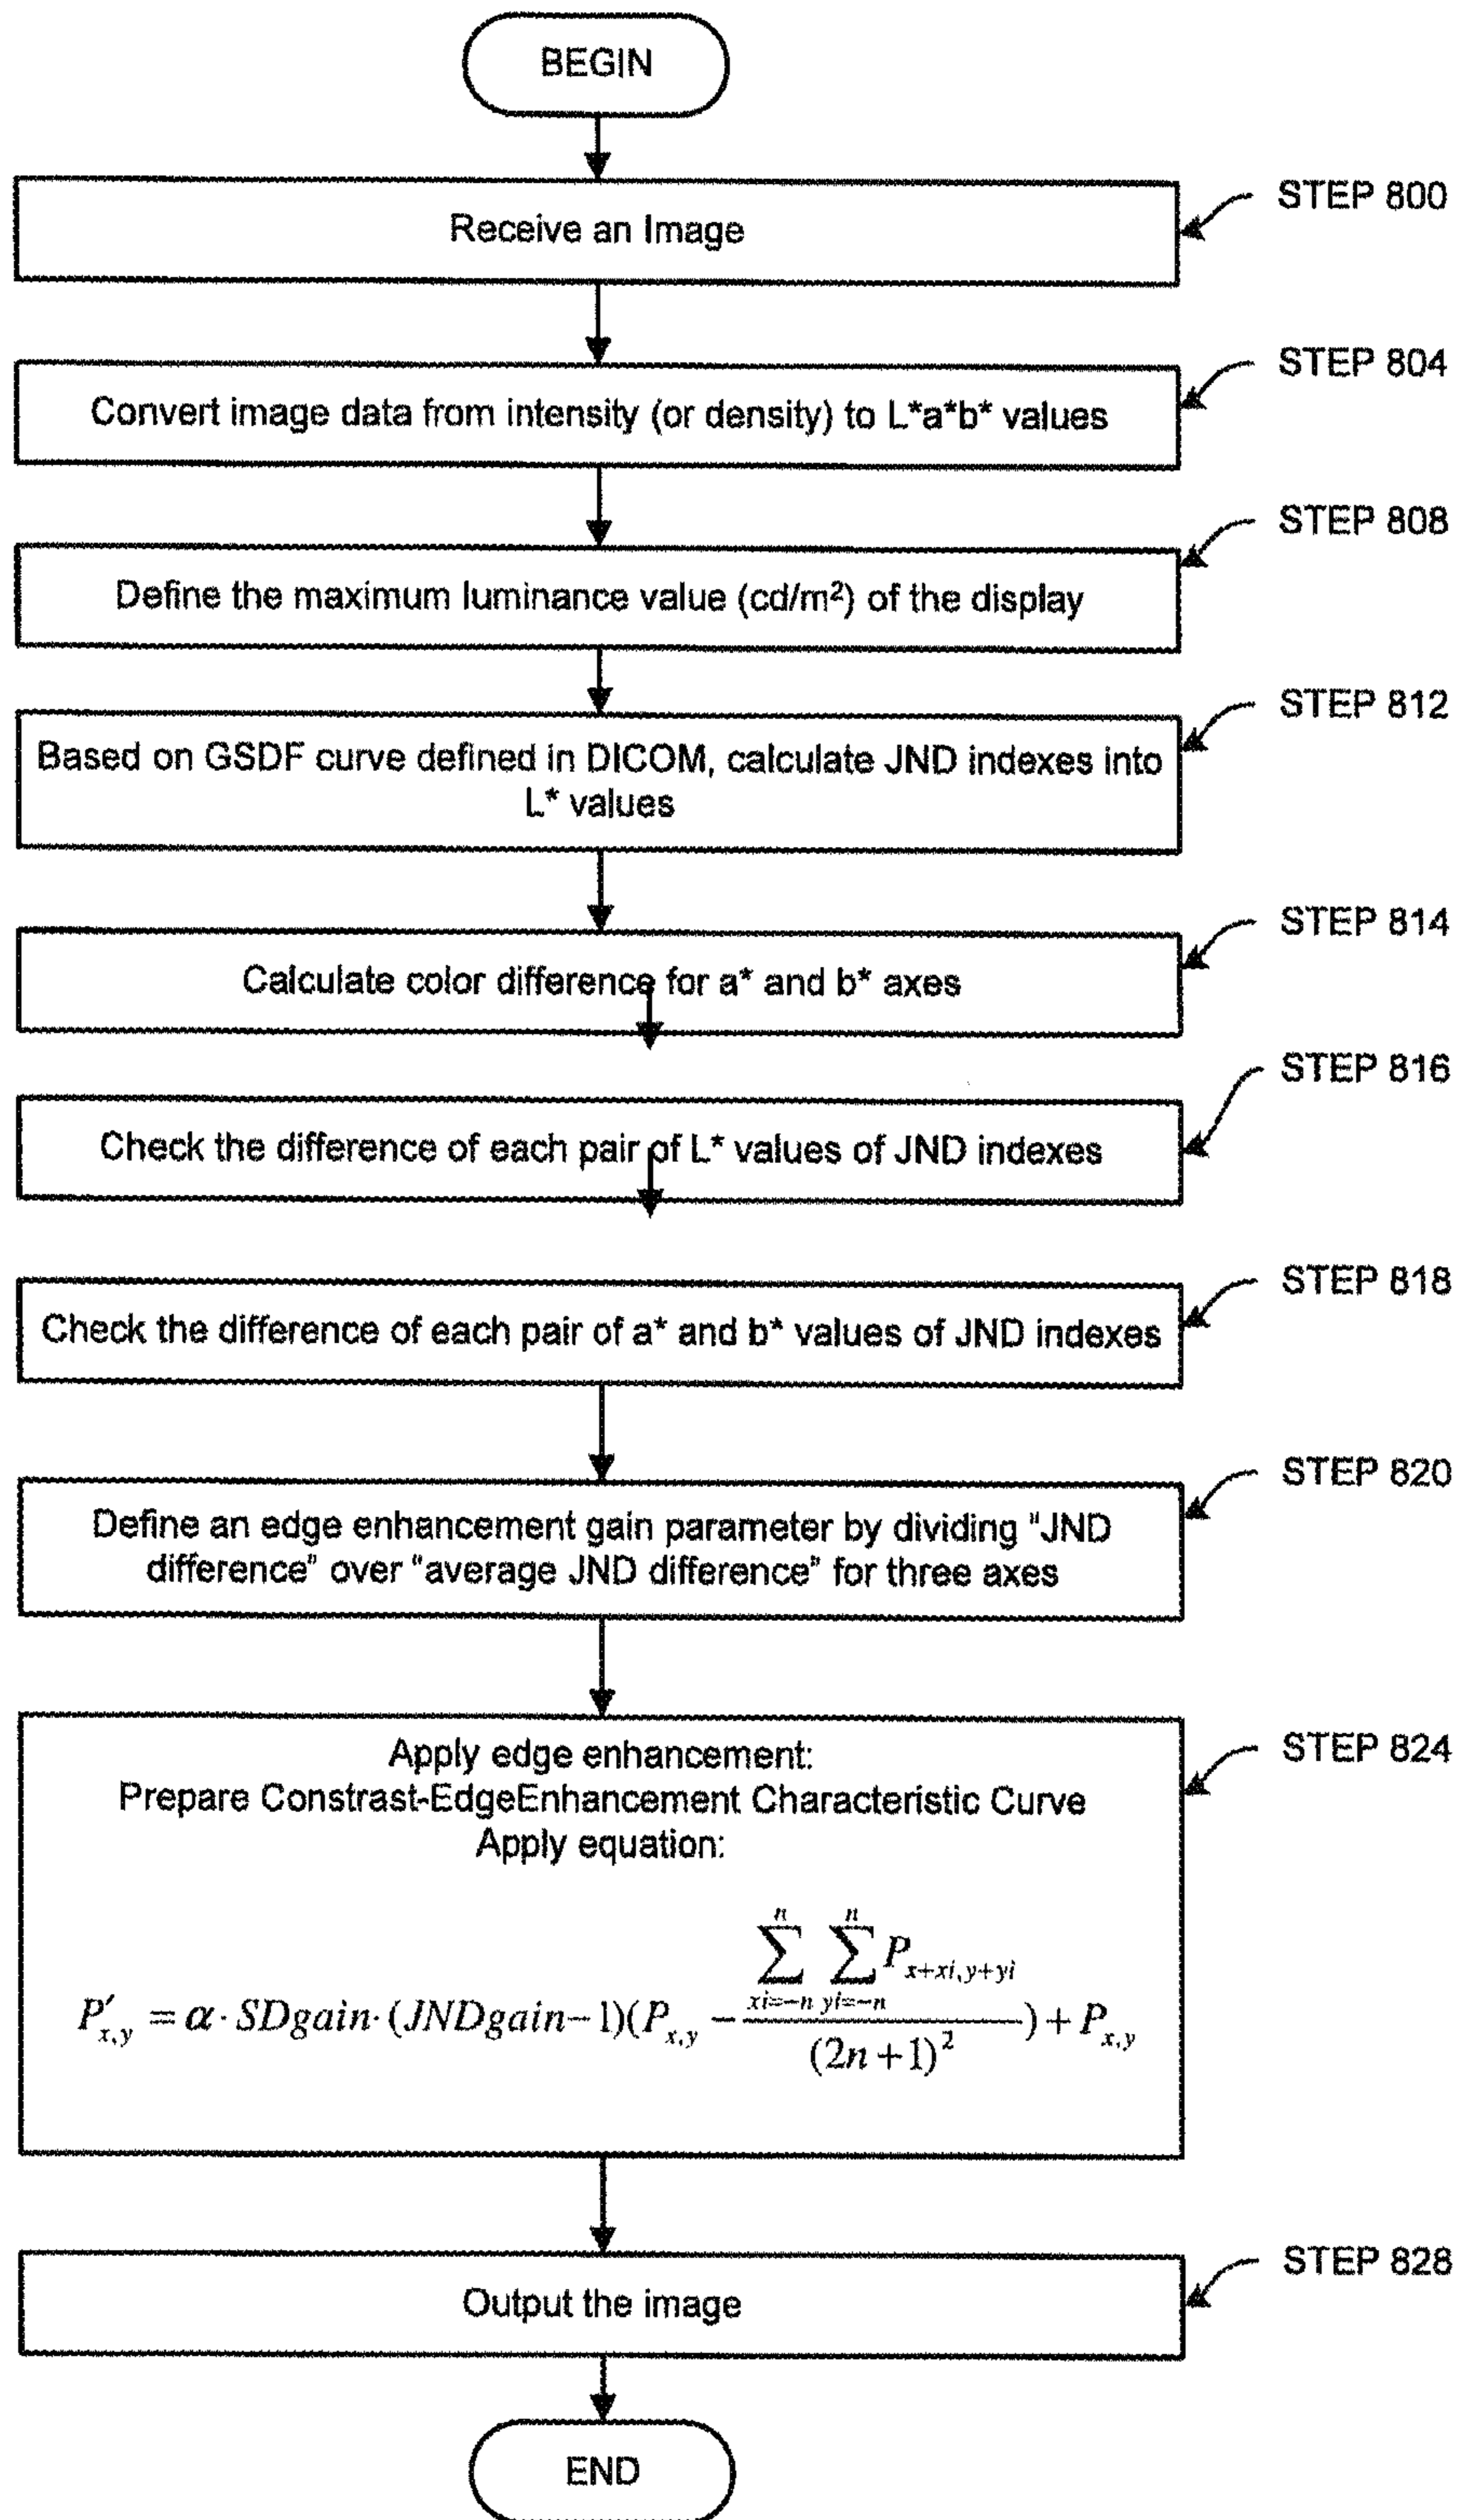 BEGIN
Receive an Image
STEP 800
Convert image data from intensity (or density) to L*a*b* values
STEP 804
Define the maximum luminance value (cd/m²) of the display
STEP 808
Based on GSDF curve defined in DICOM, calculate JND indexes into
L* values
STEP 812
Calculate color difference for a* and b* axes
STEP 814
Check the difference of each pair of L* values of JND indexes
STEP 816
Check the difference of each pair of a* and b* values of JND indexes
STEP 818
Define an edge enhancement gain parameter by dividing "JND
difference" over "average JND difference" for three axes
STEP 820
Apply edge enhancement:
Prepare Constrast-EdgeEnhancement Characteristic Curve
Apply equation:
P'x,y = α· SDgain· (JNDgain−1)(Px,y − (∑xi=−n^n ∑yi=−n^n Px+xi,y+yi)/(2n+1)²) + Px,y
STEP 824
Output the image
STEP 828
END